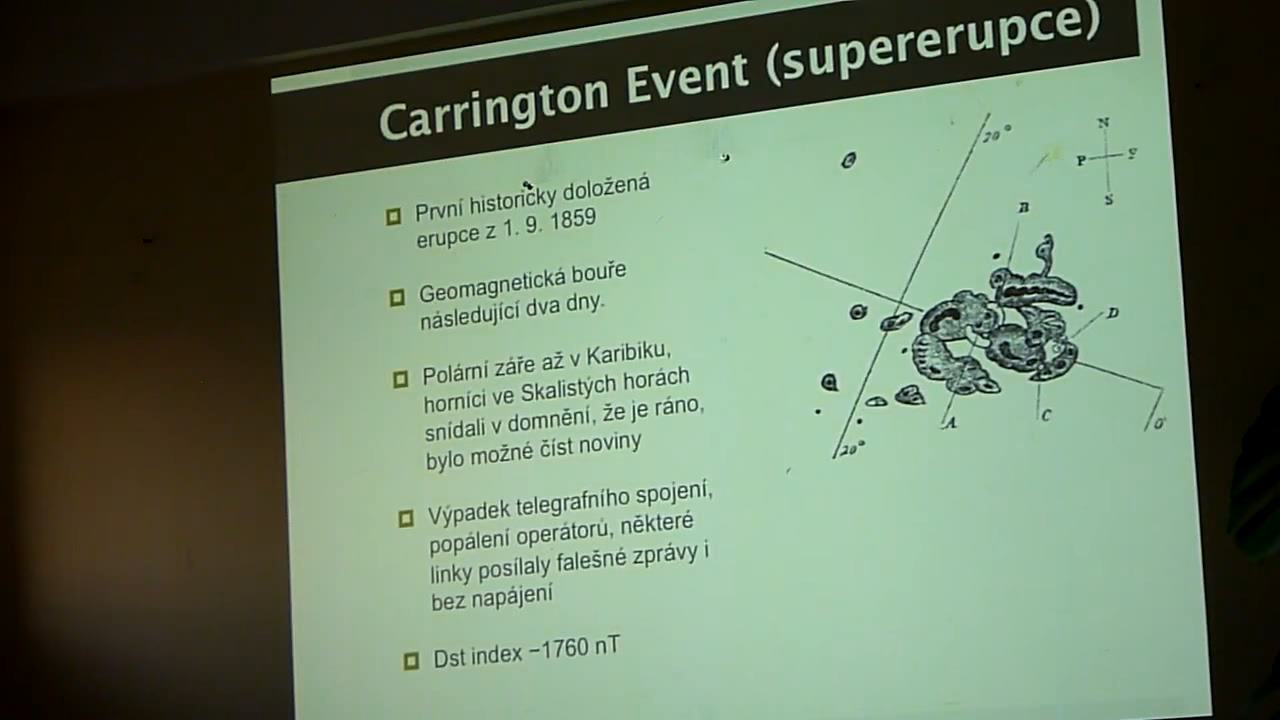 Carrington Event (supererupce)
První historicky doložená
erupce z 1. 9. 1859
Geomagnetická bouře
následující dva dny.
Polární záře až v Karibiku,
horníci ve Skalistých horách
snídali v domnění, že je ráno,
bylo možné číst noviny
Výpadek telegrafního spojení,
popálení operátorů, některé
linky posílaly falešné zprávy i
bez napájení
Dst index −1760 nT
20°
N
P
S
B
D
A
C
20°